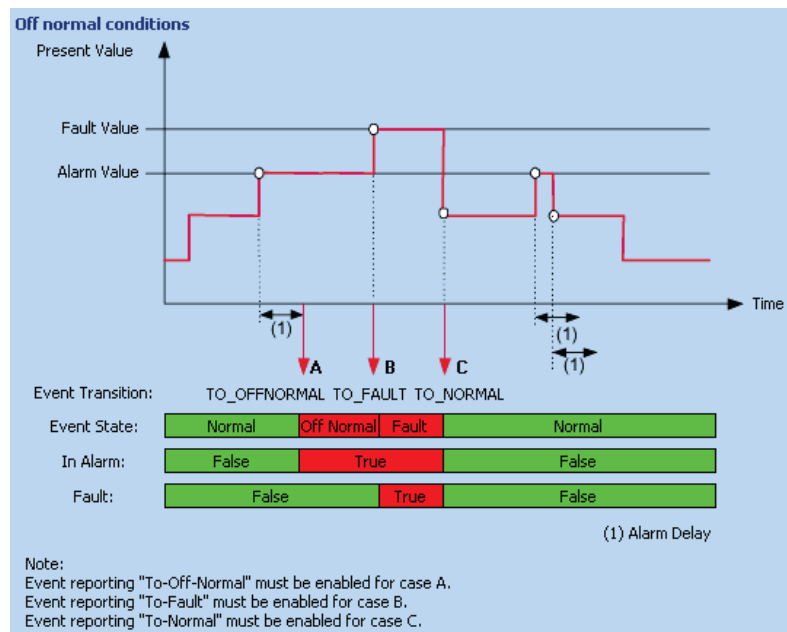 Off normal conditions
Present Value
Fault Value
Alarm Value
Time
(1)
(1)
(1)
A B C
Event Transition: TO_OFFNORMAL TO_FAULT TO_NORMAL
Event State: Normal Off Normal Fault Normal
In Alarm: False True False
Fault: False True False
(1) Alarm Delay
Note:
Event reporting "To-Off-Normal" must be enabled for case A.
Event reporting "To-Fault" must be enabled for case B.
Event reporting "To-Normal" must be enabled for case C.